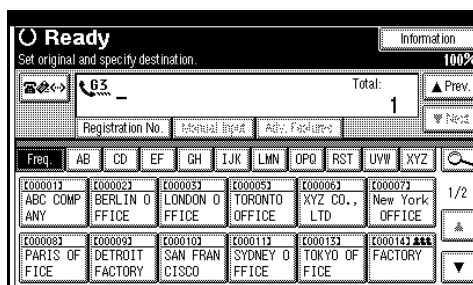 Ready
Information
Set original and specify destination.
100%
G3 _
Total:
1
▲ Prev.
▼ Next
Registration No.
Manual Input
Adv. Features
Freq.
AB
CD
EF
GH
IJK
LMN
OPQ
RST
UVW
XYZ
[00001]
ABC COMP
ANY
[00002]
BERLIN O
FFICE
[00003]
LONDON O
FFICE
[00005]
TORONTO
OFFICE
[00006]
XYZ CO.,
LTD
[00007]
New York
OFFICE
1/2
[00008]
PARIS OF
FICE
[00009]
DETROIT
FACTORY
[00010]
SAN FRAN
CISCO
[00011]
SYDNEY O
FFICE
[00013]
TOKYO OF
FICE
[00014]
FACTORY
▲
▼